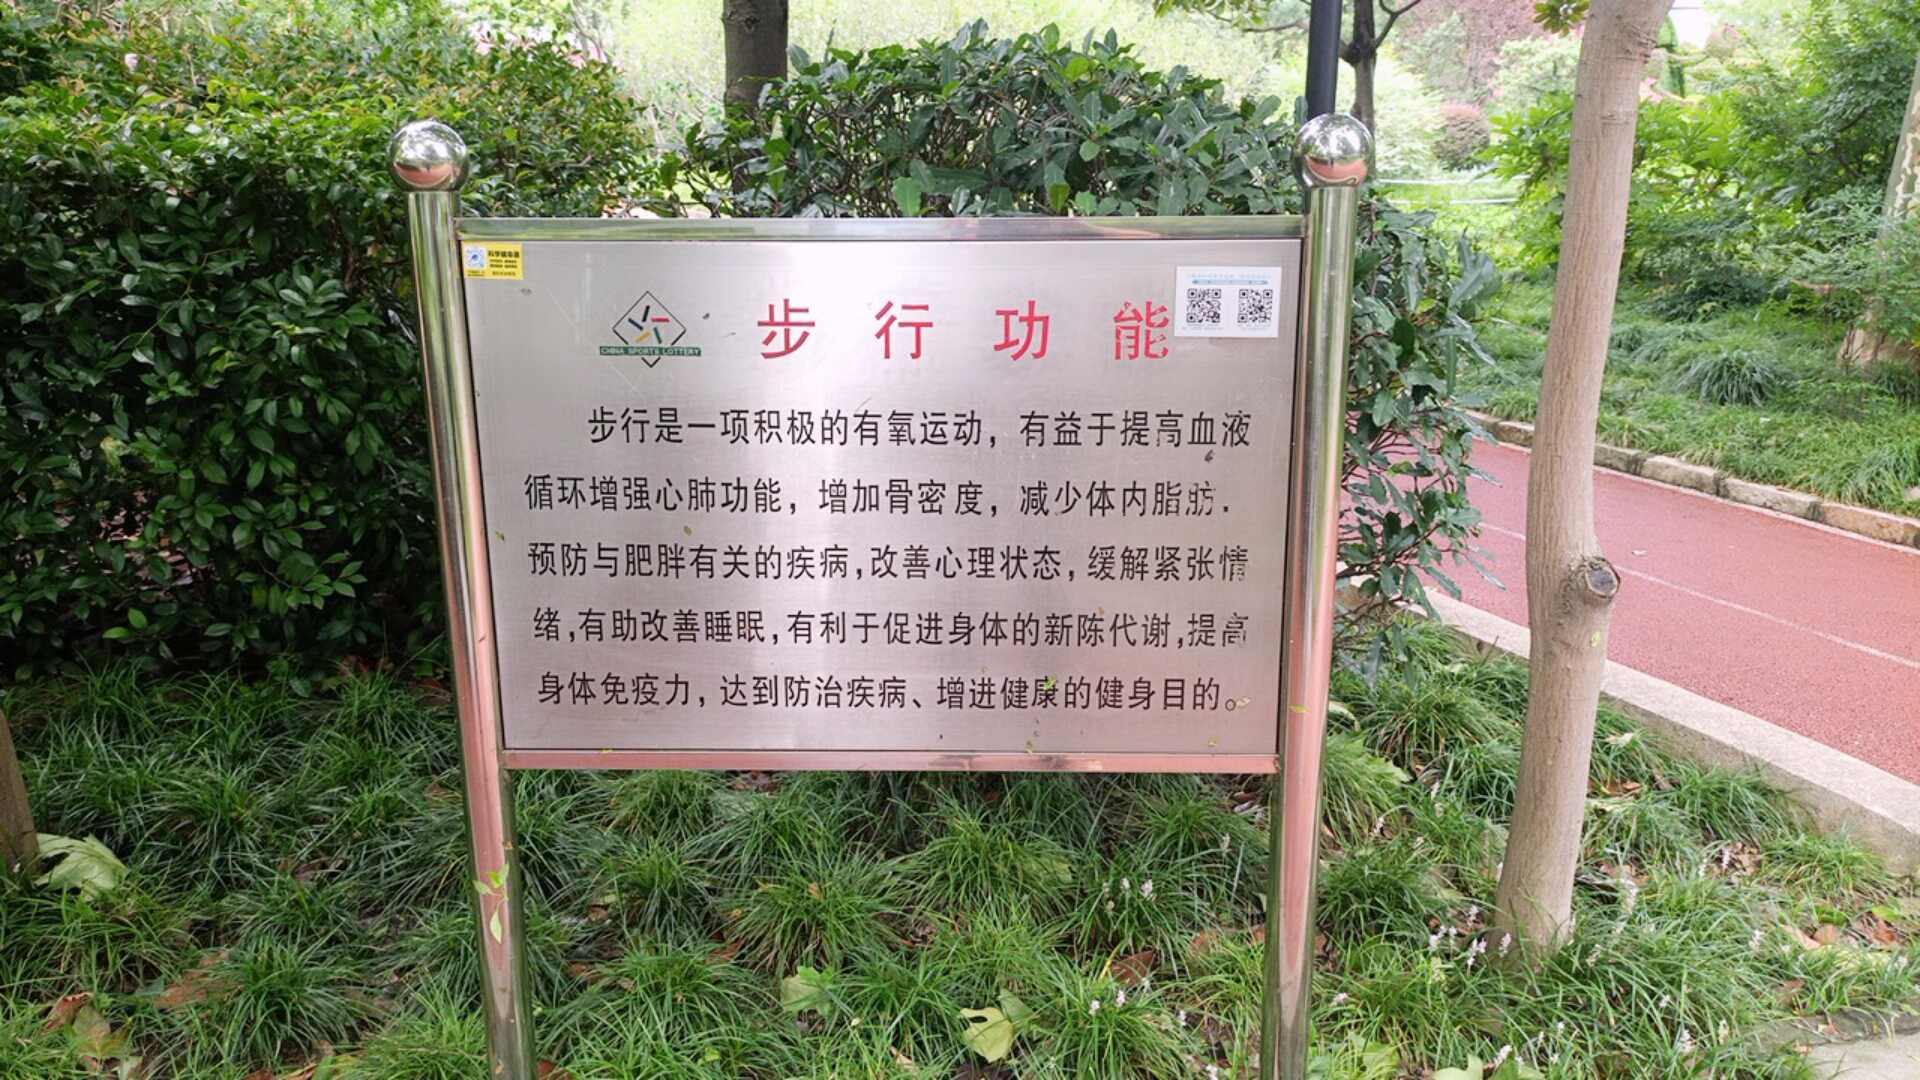 科学健身器
CHINA SPORTS LOTTERY
步行功能
步行是一项积极的有氧运动，有益于提高血液
循环增强心肺功能，增加骨密度，减少体内脂肪.
预防与肥胖有关的疾病,改善心理状态,缓解紧张情
绪,有助改善睡眠,有利于促进身体的新陈代谢,提高
身体免疫力，达到防治疾病、增进健康的健身目的。